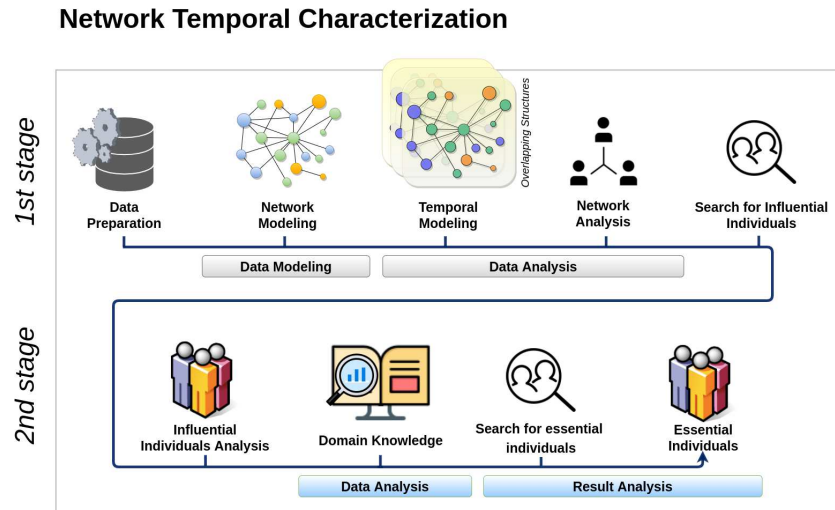 Network Temporal Characterization
1st stage
Overlapping Structures
Data
Preparation
Network
Modeling
Temporal
Modeling
Network
Analysis
Search for Influential
Individuals
Data Modeling
Data Analysis
2nd stage
Influential
Individuals Analysis
Domain Knowledge
Search for essential
individuals
Essential
Individuals
Data Analysis
Result Analysis